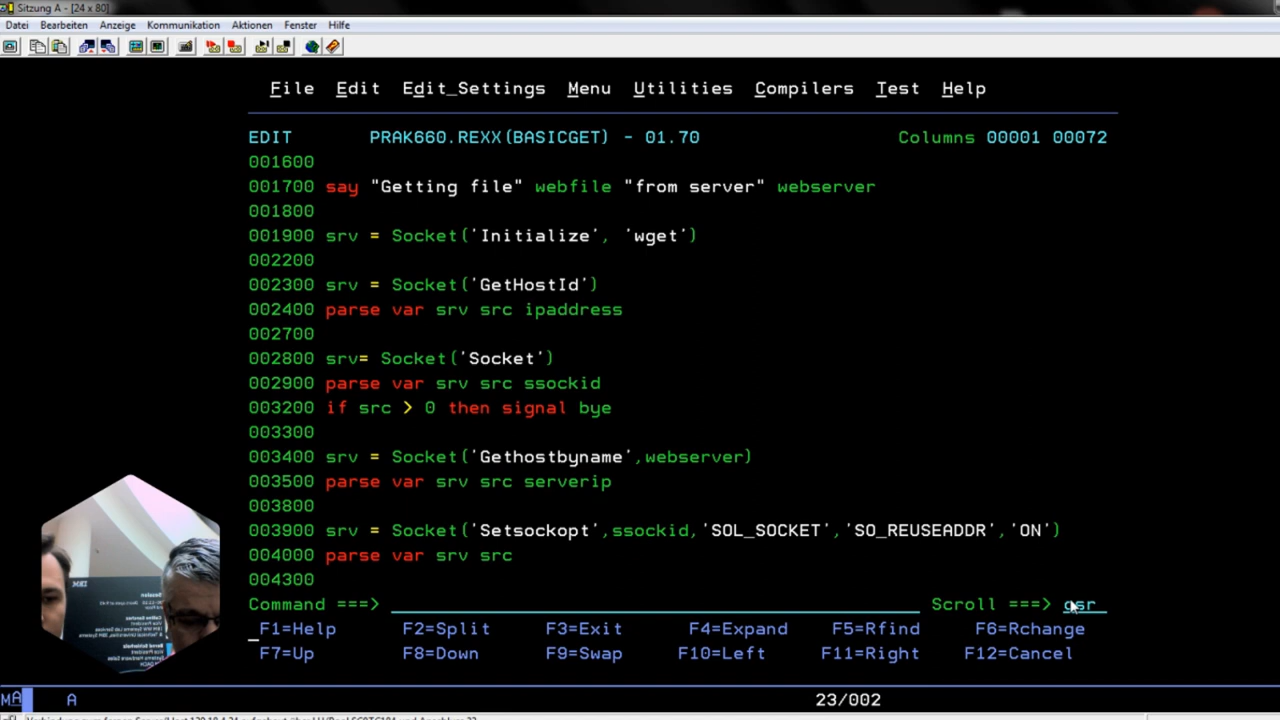 Sitzung A - [24 x 80]
Datei Bearbeiten Anzeige Kommunikation Aktionen Fenster Hilfe
File Edit Edit_Settings Menu Utilities Compilers Test Help
EDIT PRAK660.REXX(BASICGET) - 01.70 Columns 00001 00072
001600
001700 say "Getting file" webfile "from server" webserver
001800
001900 srv = Socket('Initialize', 'wget')
002200
002300 srv = Socket('GetHostId')
002400 parse var srv src ipaddress
002700
002800 srv= Socket('Socket')
002900 parse var srv src ssockid
003200 if src > 0 then signal bye
003300
003400 srv = Socket('Gethostbyname',webserver)
003500 parse var srv src serverip
003800
003900 srv = Socket('Setsockopt',ssockid,'SOL_SOCKET','SO_REUSEADDR','ON')
004000 parse var srv src
004300
Command ===> Scroll ===> csr
F1=Help F2=Split F3=Exit F4=Expand F5=Rfind F6=Rchange
F7=Up F8=Down F9=Swap F10=Left F11=Right F12=Cancel
MA A 23/002